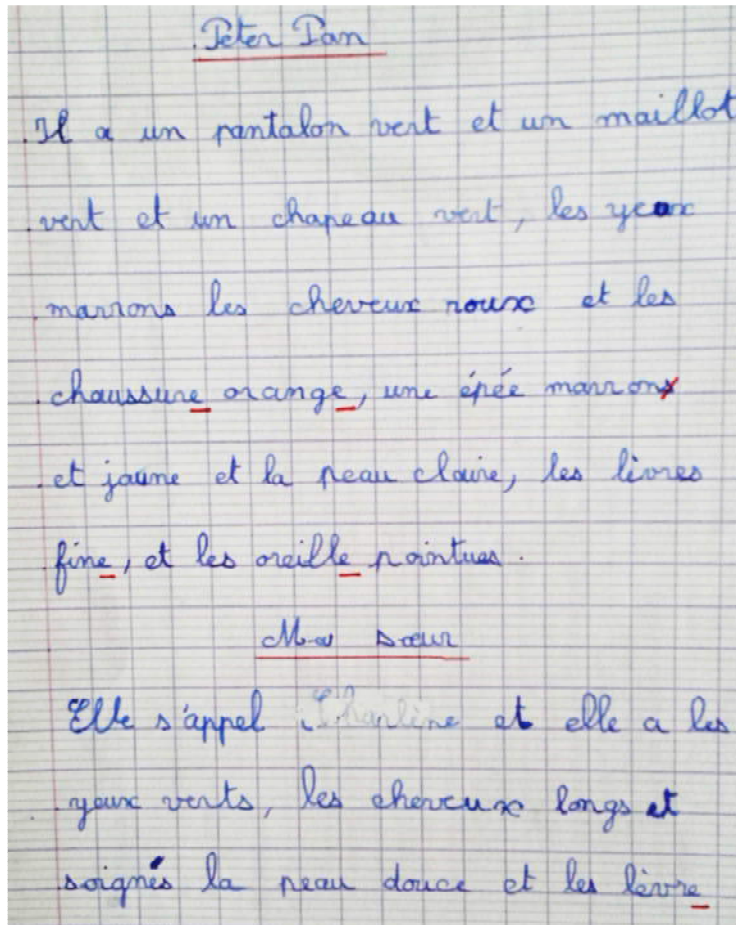 Peter Pan
Il a un pantalon vert et un maillot
vert et un chapeau vert, les yeux
marrons les cheveux roux et les
chaussure orange, une épée marrons
et jaune et la peau claire, les livres
fine, et les oreille pointues.
Ma sœur
Elle s'appel et elle a les
yeux verts, les cheveux longs et
soignés la peau douce et les lèvre